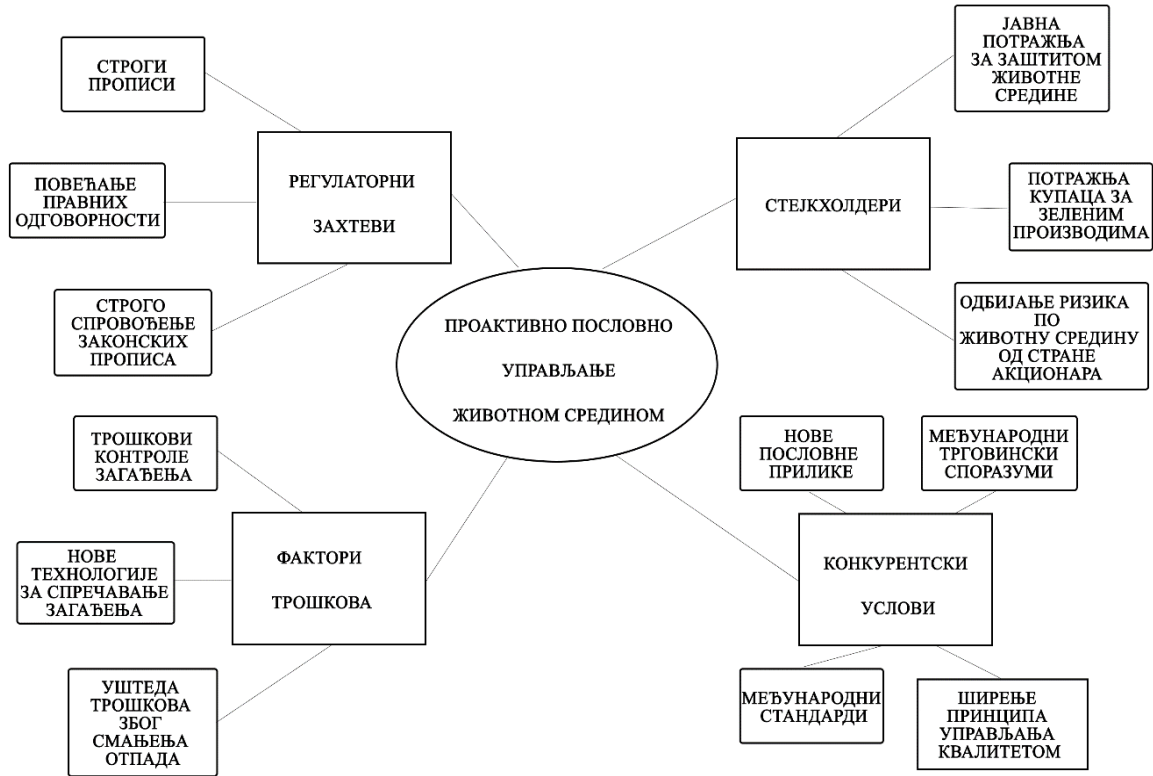 СТРОГИ
ПРОПИСИ
ПОВЕЋАЊЕ
ПРАВНИХ
ОДГОВОРНОСТИ
СТРОГО
СПРОВОЂЕЊЕ
ЗАКОНСКИХ
ПРОПИСА
РЕГУЛАТОРНИ
ЗАХТЕВИ
ЈАВНА
ПОТРАЖЊА
ЗА ЗАШТИТОМ
ЖИВОТНЕ
СРЕДИНЕ
СТЕЈКХОЛДЕРИ
ПОТРАЖЊА
КУПАЦА ЗА
ЗЕЛЕНИМ
ПРОИЗВОДИМА
ОДБИЈАЊЕ РИЗИКА
ПО
ЖИВОТНУ СРЕДИНУ
ОД СТРАНЕ
АКЦИОНАРА
ПРОАКТИВНО ПОСЛОВНО
УПРАВЉАЊЕ
ЖИВОТНОМ СРЕДИНОМ
ТРОШКОВИ
КОНТРОЛЕ
ЗАГАЂЕЊА
НОВЕ
ТЕХНОЛОГИЈЕ
ЗА СПРЕЧАВАЊЕ
ЗАГАЂЕЊА
ФАКТОРИ
ТРОШКОВА
УШТЕДА
ТРОШКОВА
ЗБОГ
СМАЊЕЊА
ОТПАДА
НОВЕ
ПОСЛОВНЕ
ПРИЛИКЕ
МЕЂУНАРОДНИ
ТРГОВИНСКИ
СПОРАЗУМИ
КОНКУРЕНТСКИ
УСЛОВИ
МЕЂУНАРОДНИ
СТАНДАРДИ
ШИРЕЊЕ
ПРИНЦИПА
УПРАВЉАЊА
КВАЛИТЕТОМ